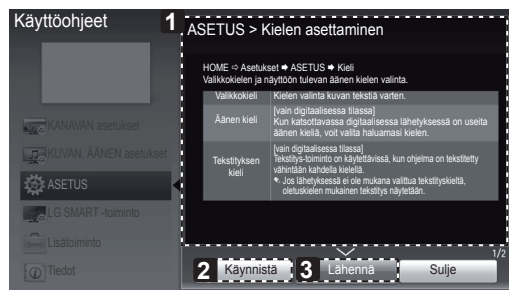 Käyttöohjeet
1
ASETUS > Kielen asettaminen
HOME ⇨ Asetukset ➡ ASETUS ➡ Kieli
Valikkokielen ja näyttöön tulevan äänen kielen valinta.
Valikkokieli
Kielen valinta kuvan tekstiä varten.
Äänen kieli
[vain digitaalisessa tilassa]
Kun katsottavassa digitaalisessa lähetyksessä on useita
äänen kieliä, voit valita haluamasi kielen.
Tekstityksen
kieli
[vain digitaalisessa tilassa]
Tekstitys-toiminto on käytettävissä, kun ohjelma on tekstitetty
vähintään kahdella kielellä.
Jos lähetyksessä ei ole mukana valittua tekstityskieltä,
oletuskielen mukainen tekstitys näytetään.
KANAVAN asetukset
KUVAN, ÄÄNEN asetukset
ASETUS
LG SMART -toiminto
Lisätoiminto
Tiedot
1/2
2
Käynnistä
3
Lähennä
Sulje